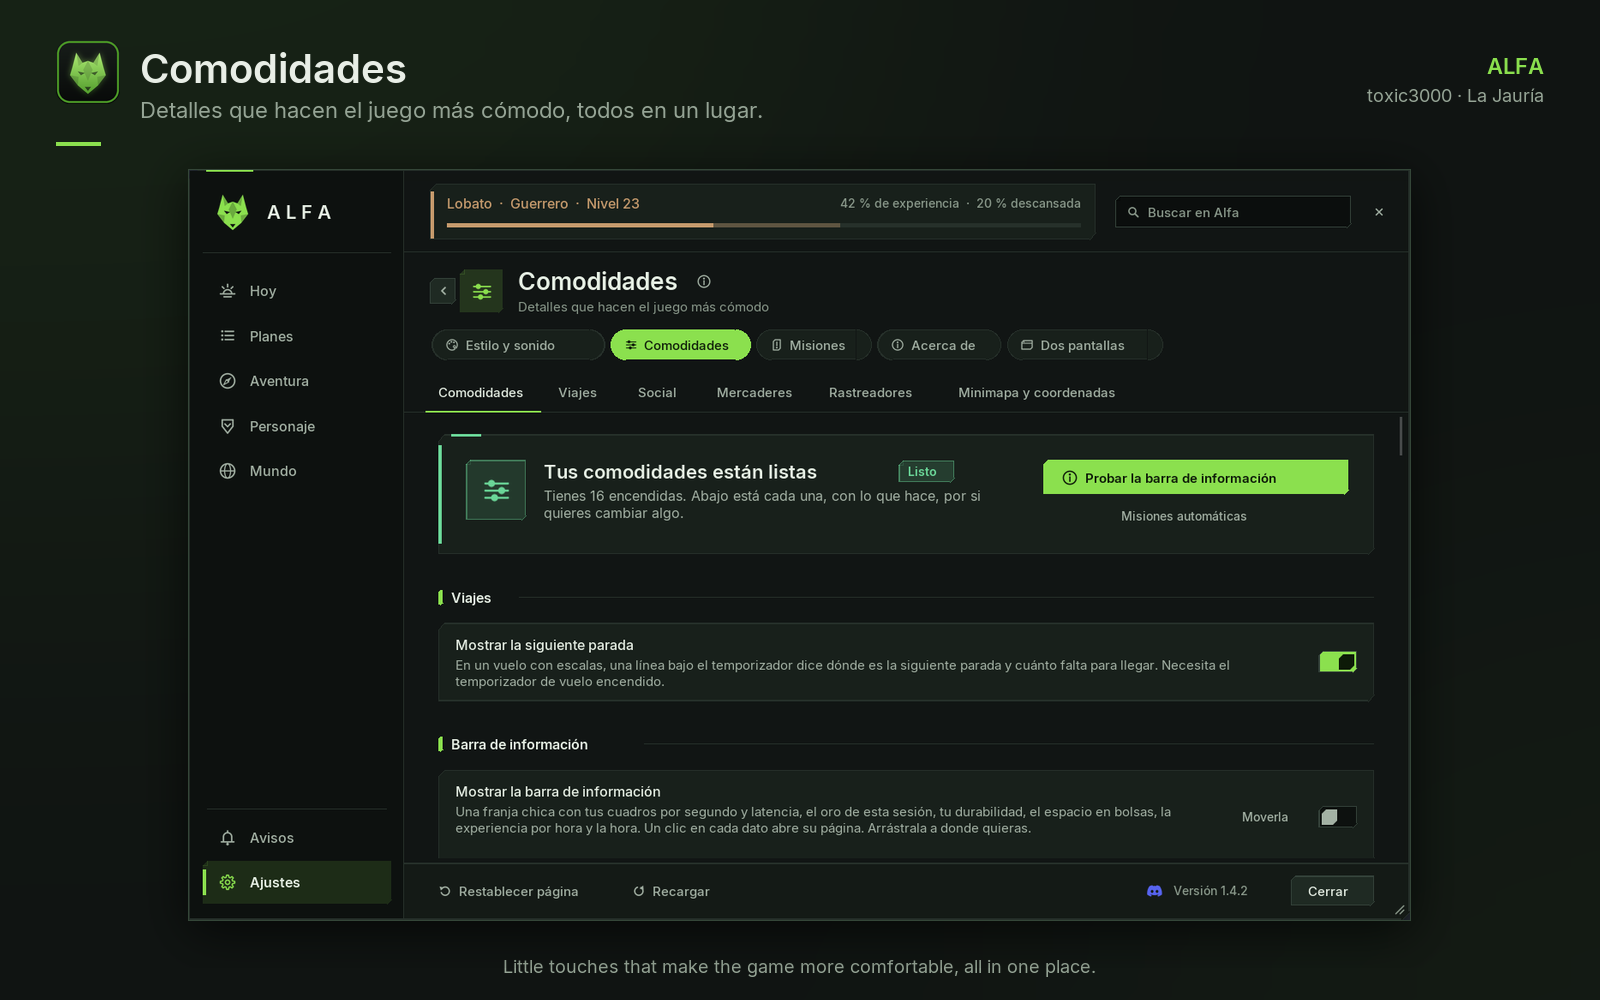 Comodidades
Detalles que hacen el juego más cómodo, todos en un lugar.
ALFA
toxic3000 · La Jauría
ALFA
Lobato · Guerrero · Nivel 23
42 % de experiencia · 20 % descansada
Buscar en Alfa
Hoy
Planes
Aventura
Personaje
Mundo
Avisos
Ajustes
Comodidades
Detalles que hacen el juego más cómodo
Estilo y sonido
Comodidades
Misiones
Acerca de
Dos pantallas
Comodidades
Viajes
Social
Mercaderes
Rastreadores
Minimapa y coordenadas
Tus comodidades están listas
Listo
Tienes 16 encendidas. Abajo está cada una, con lo que hace, por si
quieres cambiar algo.
Probar la barra de información
Misiones automáticas
Viajes
Mostrar la siguiente parada
En un vuelo con escalas, una línea bajo el temporizador dice dónde es la siguiente parada y cuánto falta para llegar. Necesita el
temporizador de vuelo encendido.
Barra de información
Mostrar la barra de información
Una franja chica con tus cuadros por segundo y latencia, el oro de esta sesión, tu durabilidad, el espacio en bolsas, la
experiencia por hora y la hora. Un clic en cada dato abre su página. Arrástrala a donde quieras.
Moverla
Restablecer página
Recargar
Versión 1.4.2
Cerrar
Little touches that make the game more comfortable, all in one place.